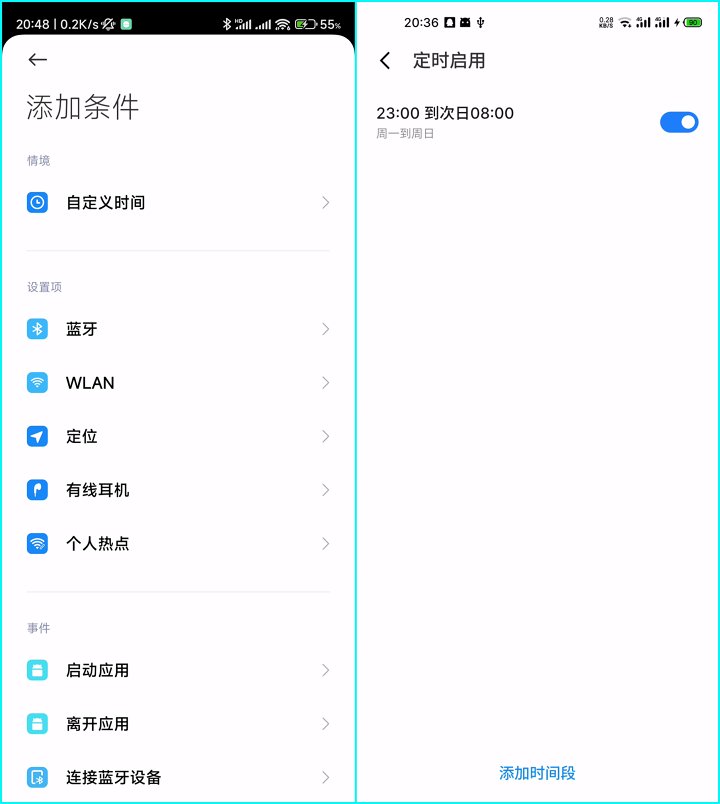 20:48 | 0.2K/s
HD
55%
添加条件
情境
自定义时间
设置项
蓝牙
WLAN
定位
有线耳机
个人热点
事件
启动应用
离开应用
连接蓝牙设备
20:36
0.28
KB/S
4G
4G
90
定时启用
23:00 到次日08:00
周一到周日
添加时间段